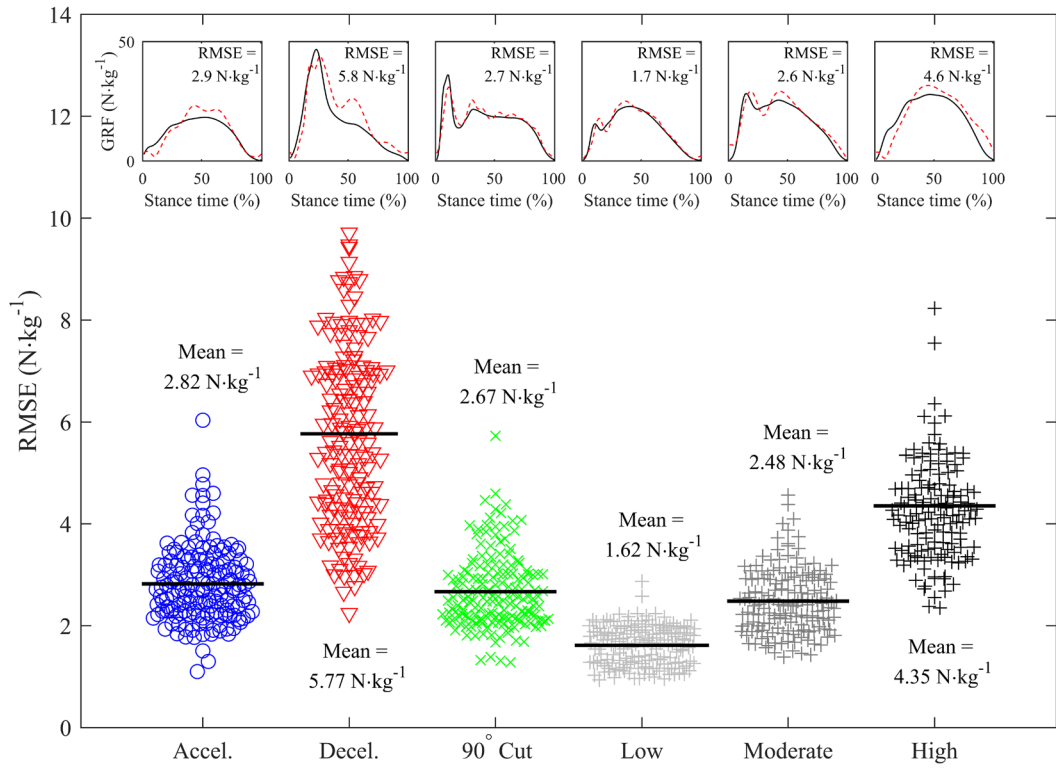 14
12
10
8
6
4
2
0
RMSE (N·kg⁻¹)
50
0
GRF (N·kg⁻¹)
RMSE =
2.9 N·kg⁻¹
0 50 100
Stance time (%)
RMSE =
5.8 N·kg⁻¹
0 50 100
Stance time (%)
RMSE =
2.7 N·kg⁻¹
0 50 100
Stance time (%)
RMSE =
1.7 N·kg⁻¹
0 50 100
Stance time (%)
RMSE =
2.6 N·kg⁻¹
0 50 100
Stance time (%)
RMSE =
4.6 N·kg⁻¹
0 50 100
Stance time (%)
Mean =
2.82 N·kg⁻¹
Mean =
5.77 N·kg⁻¹
Mean =
2.67 N·kg⁻¹
Mean =
1.62 N·kg⁻¹
Mean =
2.48 N·kg⁻¹
Mean =
4.35 N·kg⁻¹
Accel. Decel. 90° Cut Low Moderate High